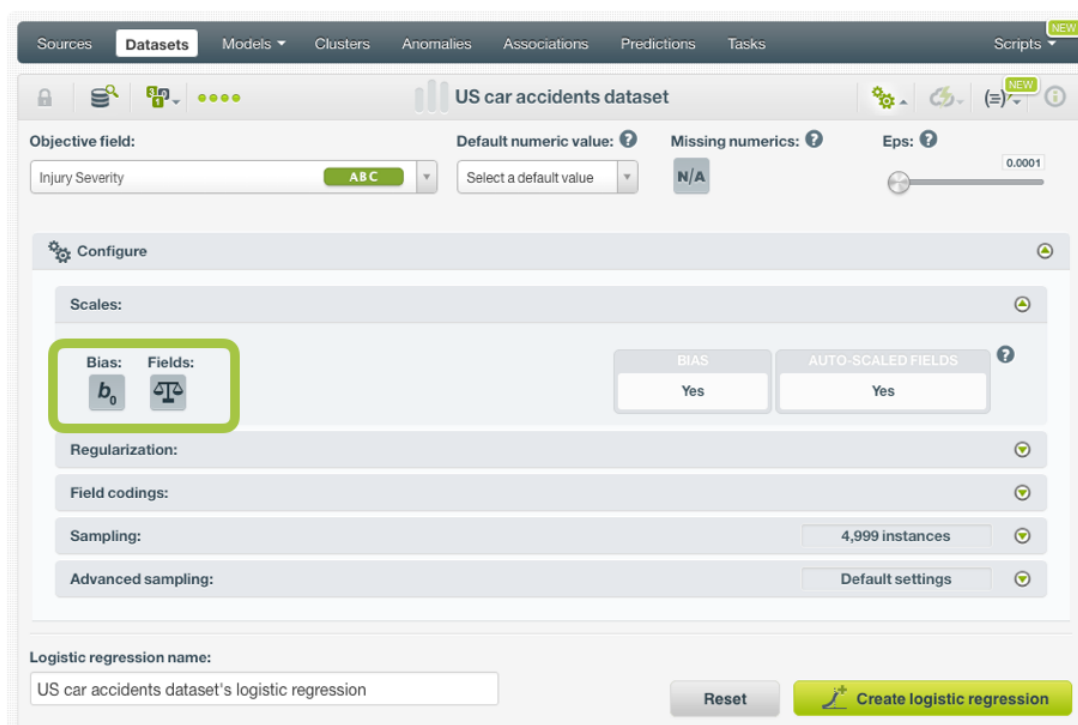 NEW
Sources Datasets Models Clusters Anomalies Associations Predictions Tasks Scripts
US car accidents dataset NEW
Objective field: Default numeric value: ? Missing numerics: ? Eps: ?
Injury Severity ABC Select a default value N/A 0.0001
Configure
Scales:
Bias: Fields: BIAS AUTO-SCALED FIELDS ?
b0 Yes Yes
Regularization:
Field codings:
Sampling: 4,999 instances
Advanced sampling: Default settings
Logistic regression name:
US car accidents dataset's logistic regression
Reset Create logistic regression